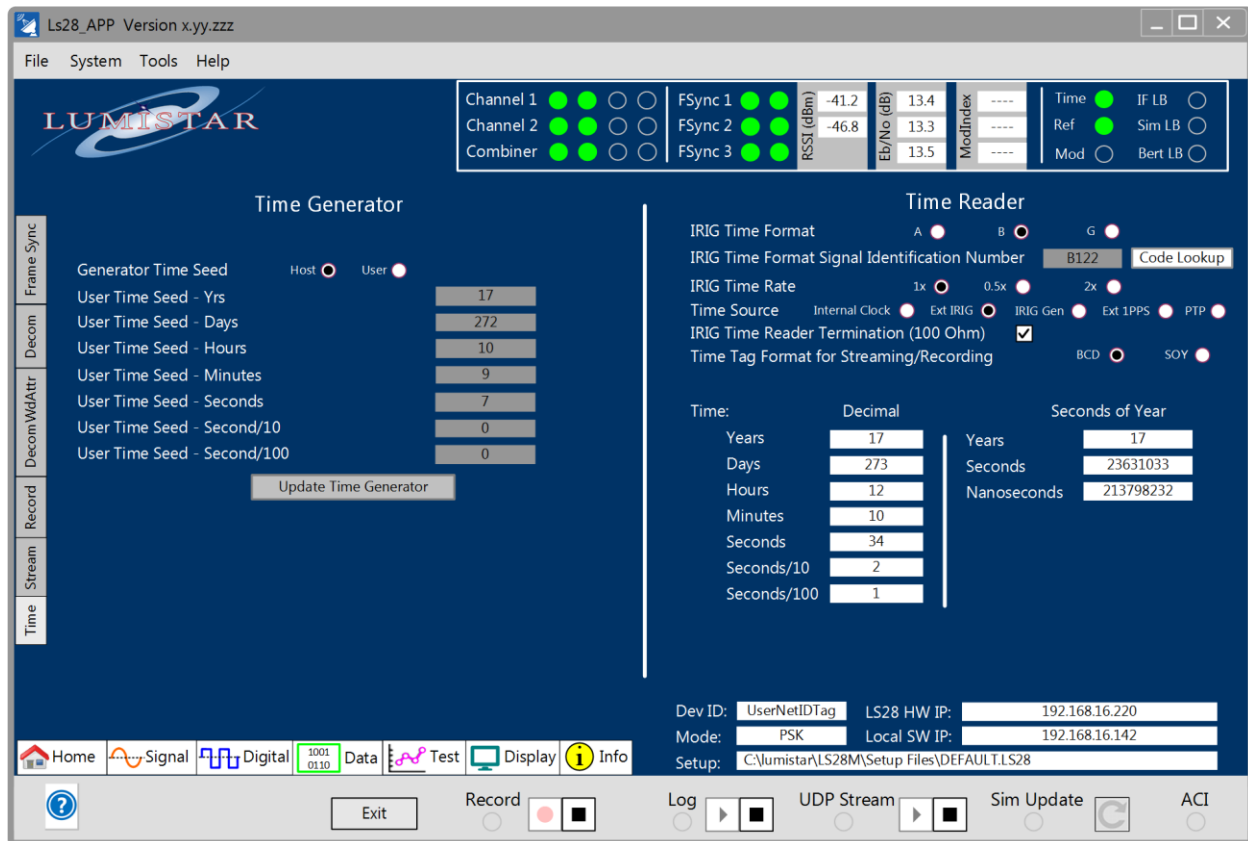 Ls28_APP Version x.yy.zzz
File System Tools Help
LUMISTAR
Channel 1
Channel 2
Combiner
FSync 1
FSync 2
FSync 3
RSSI (dBm)
-41.2
-46.8
Eb/No (dB)
13.4
13.3
13.5
ModIndex
----
----
----
Time
Ref
Mod
IF LB
Sim LB
Bert LB
Frame Sync
Decom
DecomWdAttr
Record
Stream
Time
Time Generator
Generator Time Seed Host User
User Time Seed - Yrs 17
User Time Seed - Days 272
User Time Seed - Hours 10
User Time Seed - Minutes 9
User Time Seed - Seconds 7
User Time Seed - Second/10 0
User Time Seed - Second/100 0
Update Time Generator
Time Reader
IRIG Time Format A B G
IRIG Time Format Signal Identification Number B122 Code Lookup
IRIG Time Rate 1x 0.5x 2x
Time Source Internal Clock Ext IRIG IRIG Gen Ext 1PPS PTP
IRIG Time Reader Termination (100 Ohm)
Time Tag Format for Streaming/Recording BCD SOY
Time: Decimal
Years 17
Days 273
Hours 12
Minutes 10
Seconds 34
Seconds/10 2
Seconds/100 1
Seconds of Year
Years 17
Seconds 23631033
Nanoseconds 213798232
Dev ID: UserNetIDTag LS28 HW IP: 192.168.16.220
Mode: PSK Local SW IP: 192.168.16.142
Setup: C:\lumistar\LS28M\Setup Files\DEFAULT.LS28
Home Signal Digital 1001 0110 Data Test Display i Info
? Exit Record Log UDP Stream Sim Update ACI